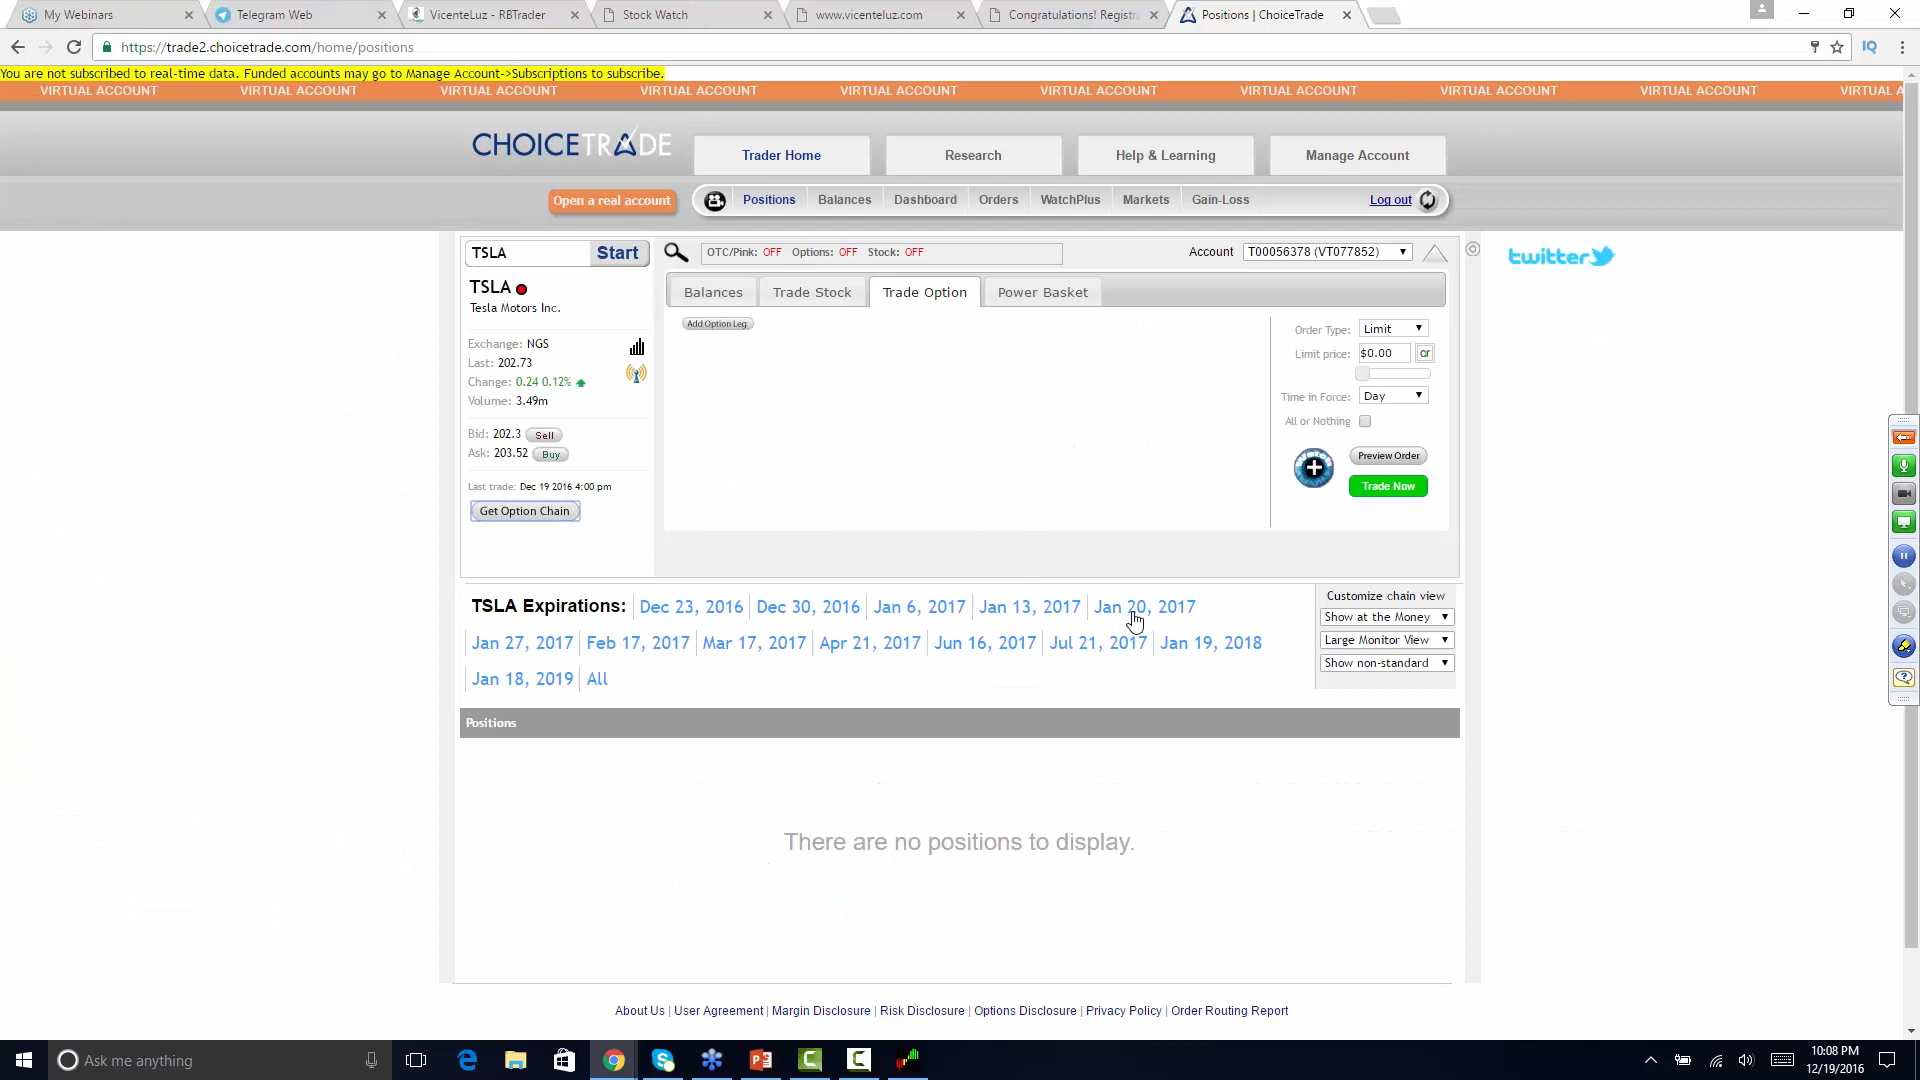 My Webinars
Telegram Web
VicenteLuz - RBTrader
Stock Watch
www.vicenteluz.com
Congratulations! Registra
Positions | ChoiceTrade
https://trade2.choicetrade.com/home/positions
IQ
You are not subscribed to real-time data. Funded accounts may go to Manage Account->Subscriptions to subscribe.
VIRTUAL ACCOUNT VIRTUAL ACCOUNT VIRTUAL ACCOUNT VIRTUAL ACCOUNT VIRTUAL ACCOUNT VIRTUAL ACCOUNT VIRTUAL ACCOUNT VIRTUAL ACCOUNT VIRTUAL ACCOUNT VIRTUAL A
CHOICETRADE
Trader Home
Research
Help & Learning
Manage Account
Open a real account
Positions
Balances
Dashboard
Orders
WatchPlus
Markets
Gain-Loss
Log out
TSLA Start
OTC/Pink: OFF Options: OFF Stock: OFF
Account T00056378 (VT077852)
twitter
TSLA
Tesla Motors Inc.
Balances
Trade Stock
Trade Option
Power Basket
Add Option Leg
Exchange: NGS
Last: 202.73
Change: 0.24 0.12%
Volume: 3.49m
Bid: 202.3 Sell
Ask: 203.52 Buy
Last trade: Dec 19 2016 4:00 pm
Get Option Chain
Order Type: Limit
Limit price: $0.00 cr
Time in Force: Day
All or Nothing
Preview Order
Trade Now
TSLA Expirations: Dec 23, 2016 Dec 30, 2016 Jan 6, 2017 Jan 13, 2017 Jan 20, 2017
Jan 27, 2017 Feb 17, 2017 Mar 17, 2017 Apr 21, 2017 Jun 16, 2017 Jul 21, 2017 Jan 19, 2018
Jan 18, 2019 All
Customize chain view
Show at the Money
Large Monitor View
Show non-standard
Positions
There are no positions to display.
About Us | User Agreement | Margin Disclosure | Risk Disclosure | Options Disclosure | Privacy Policy | Order Routing Report
Ask me anything
10:08 PM
12/19/2016